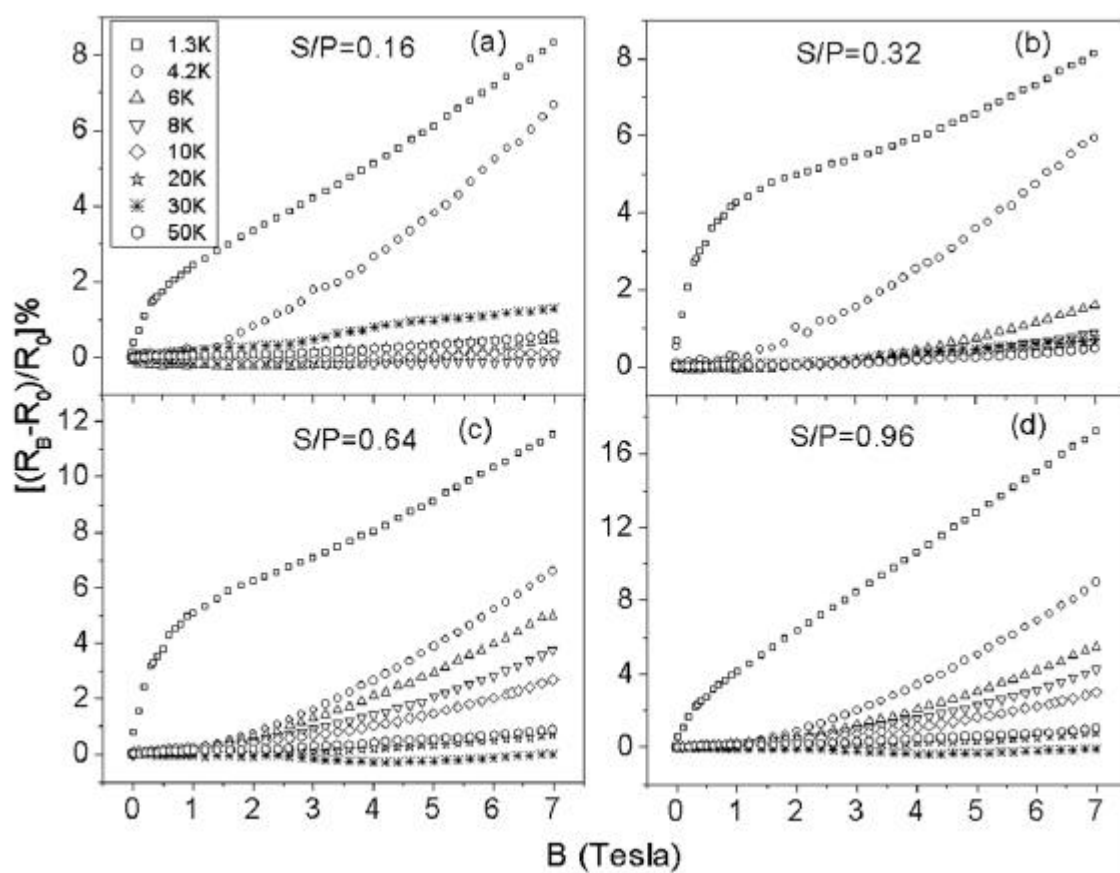 [(R_B-R_0)/R_0]%
S/P=0.16 (a)
1.3K
4.2K
6K
8K
10K
20K
30K
50K
8
6
4
2
0
S/P=0.32 (b)
8
6
4
2
0
S/P=0.64 (c)
12
10
8
6
4
2
0
0 1 2 3 4 5 6 7
S/P=0.96 (d)
16
12
8
4
0
0 1 2 3 4 5 6 7
B (Tesla)